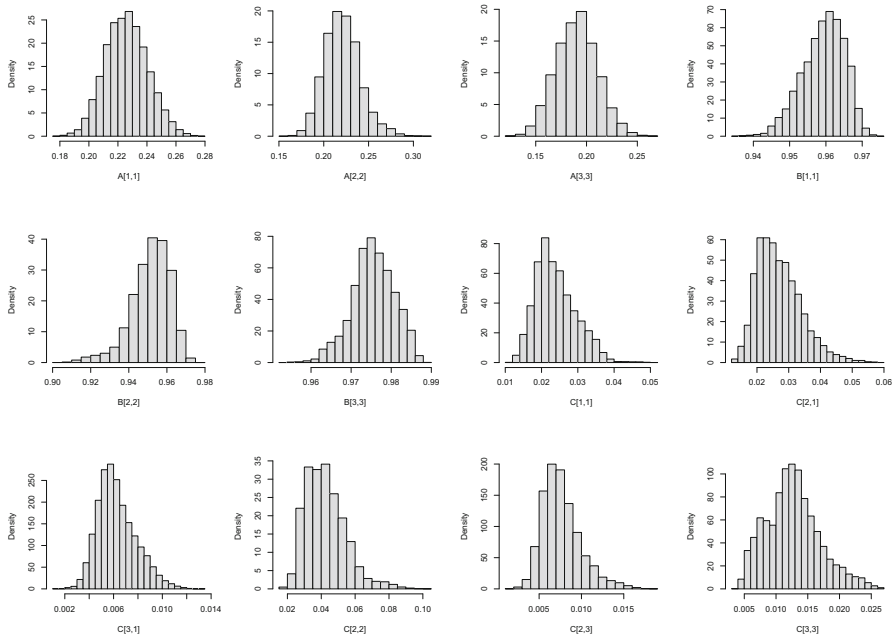 Density
0 5 10 15 20 25
0.18 0.20 0.22 0.24 0.26 0.28
A[1,1]
Density
0 5 10 15 20
0.15 0.20 0.25 0.30
A[2,2]
Density
0 5 10 15 20
0.15 0.20 0.25
A[3,3]
Density
0 10 20 30 40 50 60 70
0.94 0.95 0.96 0.97
B[1,1]
Density
0 10 20 30 40
0.90 0.92 0.94 0.96 0.98
B[2,2]
Density
0 20 40 60 80
0.96 0.97 0.98 0.99
B[3,3]
Density
0 20 40 60 80
0.01 0.02 0.03 0.04 0.05
C[1,1]
Density
0 10 20 30 40 50 60
0.02 0.03 0.04 0.05 0.06
C[2,1]
Density
0 50 100 150 200 250
0.002 0.006 0.010 0.014
C[3,1]
Density
0 5 10 15 20 25 30 35
0.02 0.04 0.06 0.08 0.10
C[2,2]
Density
0 50 100 150 200
0.005 0.010 0.015
C[2,3]
Density
0 20 40 60 80 100
0.005 0.010 0.015 0.020 0.025
C[3,3]